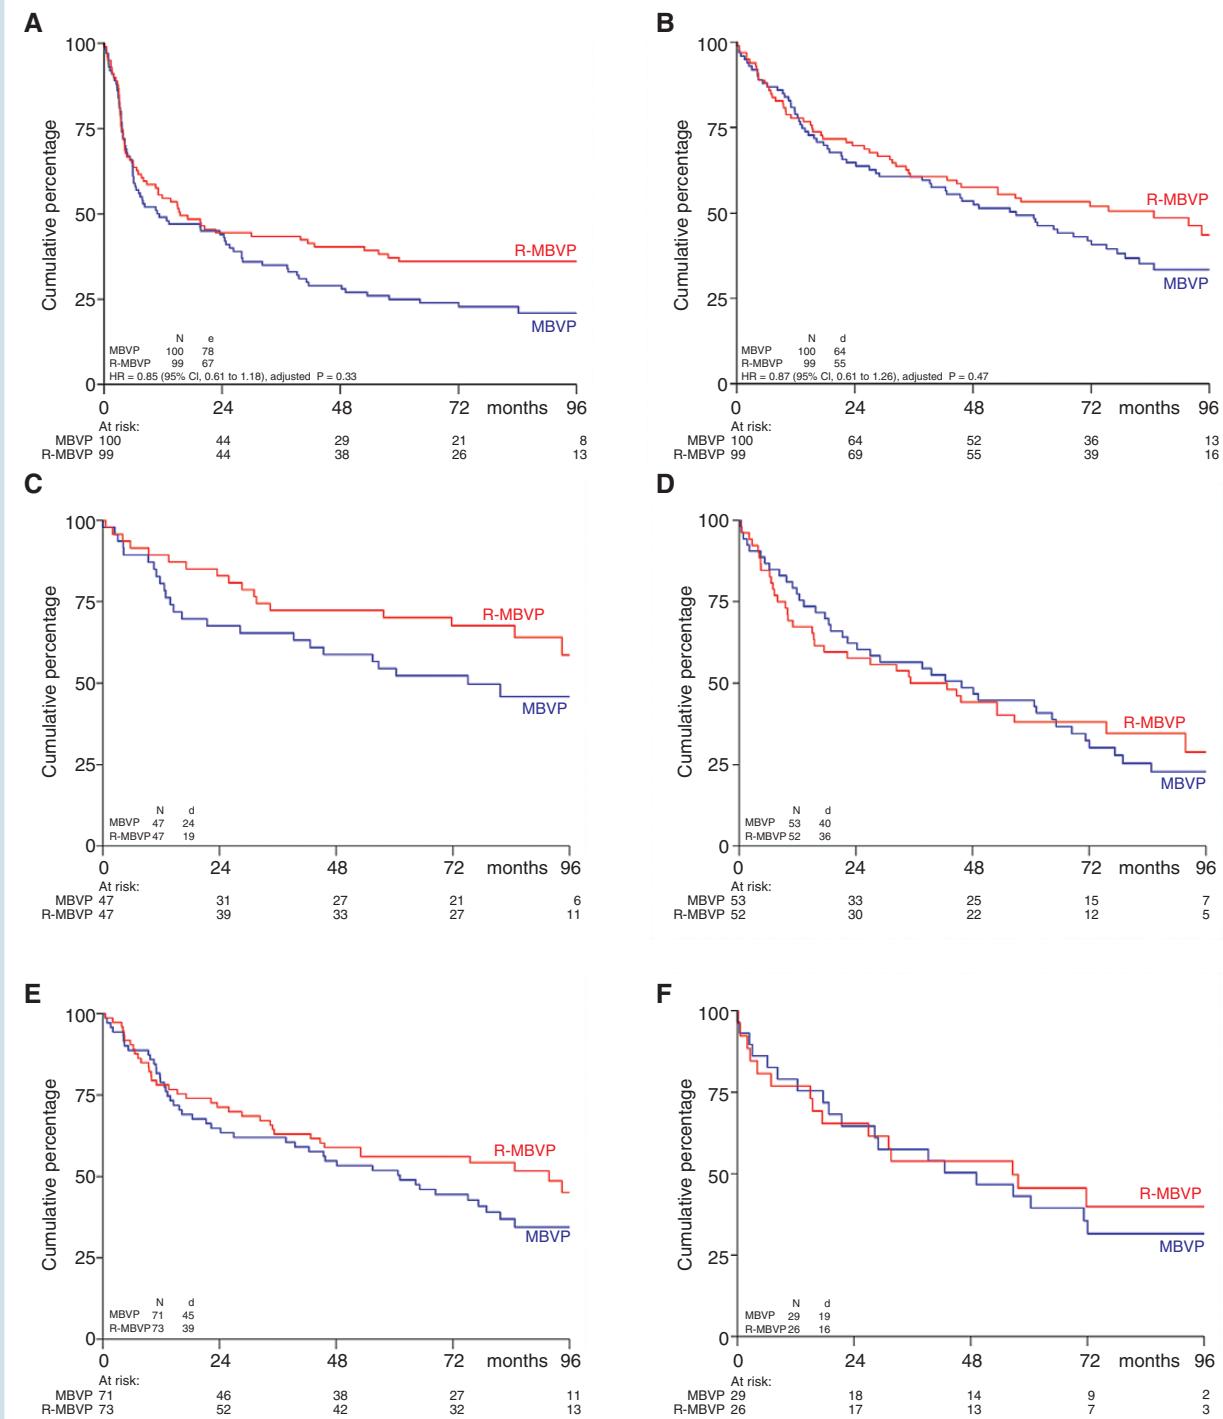 A
Cumulative percentage
100
75
50
25
0
R-MBVP
MBVP
N e
MBVP 100 78
R-MBVP 99 67
HR = 0.85 (95% CI, 0.61 to 1.18), adjusted P = 0.33
0 24 48 72 months 96
At risk:
MBVP 100 44 29 21 8
R-MBVP 99 44 38 26 13
B
Cumulative percentage
100
75
50
25
0
R-MBVP
MBVP
N d
MBVP 100 64
R-MBVP 99 55
HR = 0.87 (95% CI, 0.61 to 1.26), adjusted P = 0.47
0 24 48 72 months 96
At risk:
MBVP 100 64 52 36 13
R-MBVP 99 69 55 39 16
C
Cumulative percentage
100
75
50
25
0
R-MBVP
MBVP
N d
MBVP 47 24
R-MBVP 47 19
0 24 48 72 months 96
At risk:
MBVP 47 31 27 21 6
R-MBVP 47 39 33 27 11
D
Cumulative percentage
100
75
50
25
0
R-MBVP
MBVP
N d
MBVP 53 40
R-MBVP 52 36
0 24 48 72 months 96
At risk:
MBVP 53 33 25 15 7
R-MBVP 52 30 22 12 5
E
Cumulative percentage
100
75
50
25
0
R-MBVP
MBVP
N d
MBVP 71 45
R-MBVP 73 39
0 24 48 72 months 96
At risk:
MBVP 71 46 38 27 11
R-MBVP 73 52 42 32 13
F
Cumulative percentage
100
75
50
25
0
R-MBVP
MBVP
N d
MBVP 29 19
R-MBVP 26 16
0 24 48 72 months 96
At risk:
MBVP 29 18 14 9 2
R-MBVP 26 17 13 7 3